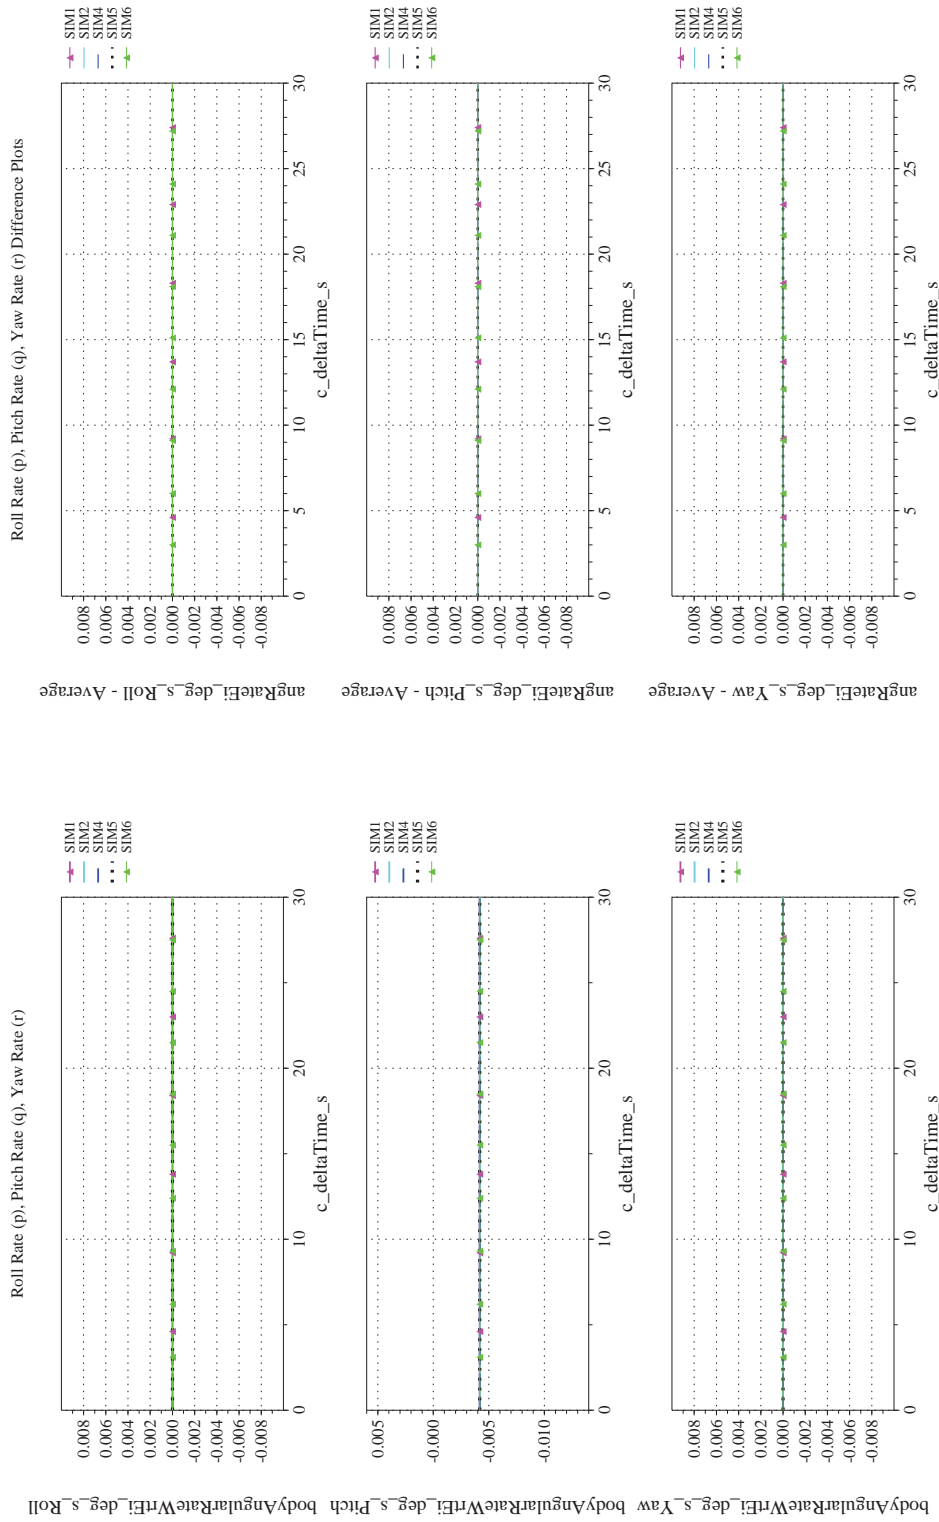 Roll Rate (p), Pitch Rate (q), Yaw Rate (r)
bodyAngularRateWrtEi_deg_s_Roll
0.008
0.006
0.004
0.002
0.000
-0.002
-0.004
-0.006
-0.008
0
10
20
30
c_deltaTime_s
SIM1
SIM2
SIM4
SIM5
SIM6
bodyAngularRateWrtEi_deg_s_Pitch
0.005
-0.000
-0.005
-0.010
0
10
20
30
c_deltaTime_s
SIM1
SIM2
SIM4
SIM5
SIM6
bodyAngularRateWrtEi_deg_s_Yaw
0.008
0.006
0.004
0.002
0.000
-0.002
-0.004
-0.006
-0.008
0
10
20
30
c_deltaTime_s
SIM1
SIM2
SIM4
SIM5
SIM6
Roll Rate (p), Pitch Rate (q), Yaw Rate (r) Difference Plots
angRateEi_deg_s_Roll - Average
0.008
0.006
0.004
0.002
0.000
-0.002
-0.004
-0.006
-0.008
0
5
10
15
20
25
30
c_deltaTime_s
SIM1
SIM2
SIM4
SIM5
SIM6
angRateEi_deg_s_Pitch - Average
0.008
0.006
0.004
0.002
0.000
-0.002
-0.004
-0.006
-0.008
0
5
10
15
20
25
30
c_deltaTime_s
SIM1
SIM2
SIM4
SIM5
SIM6
angRateEi_deg_s_Yaw - Average
0.008
0.006
0.004
0.002
0.000
-0.002
-0.004
-0.006
-0.008
0
5
10
15
20
25
30
c_deltaTime_s
SIM1
SIM2
SIM4
SIM5
SIM6